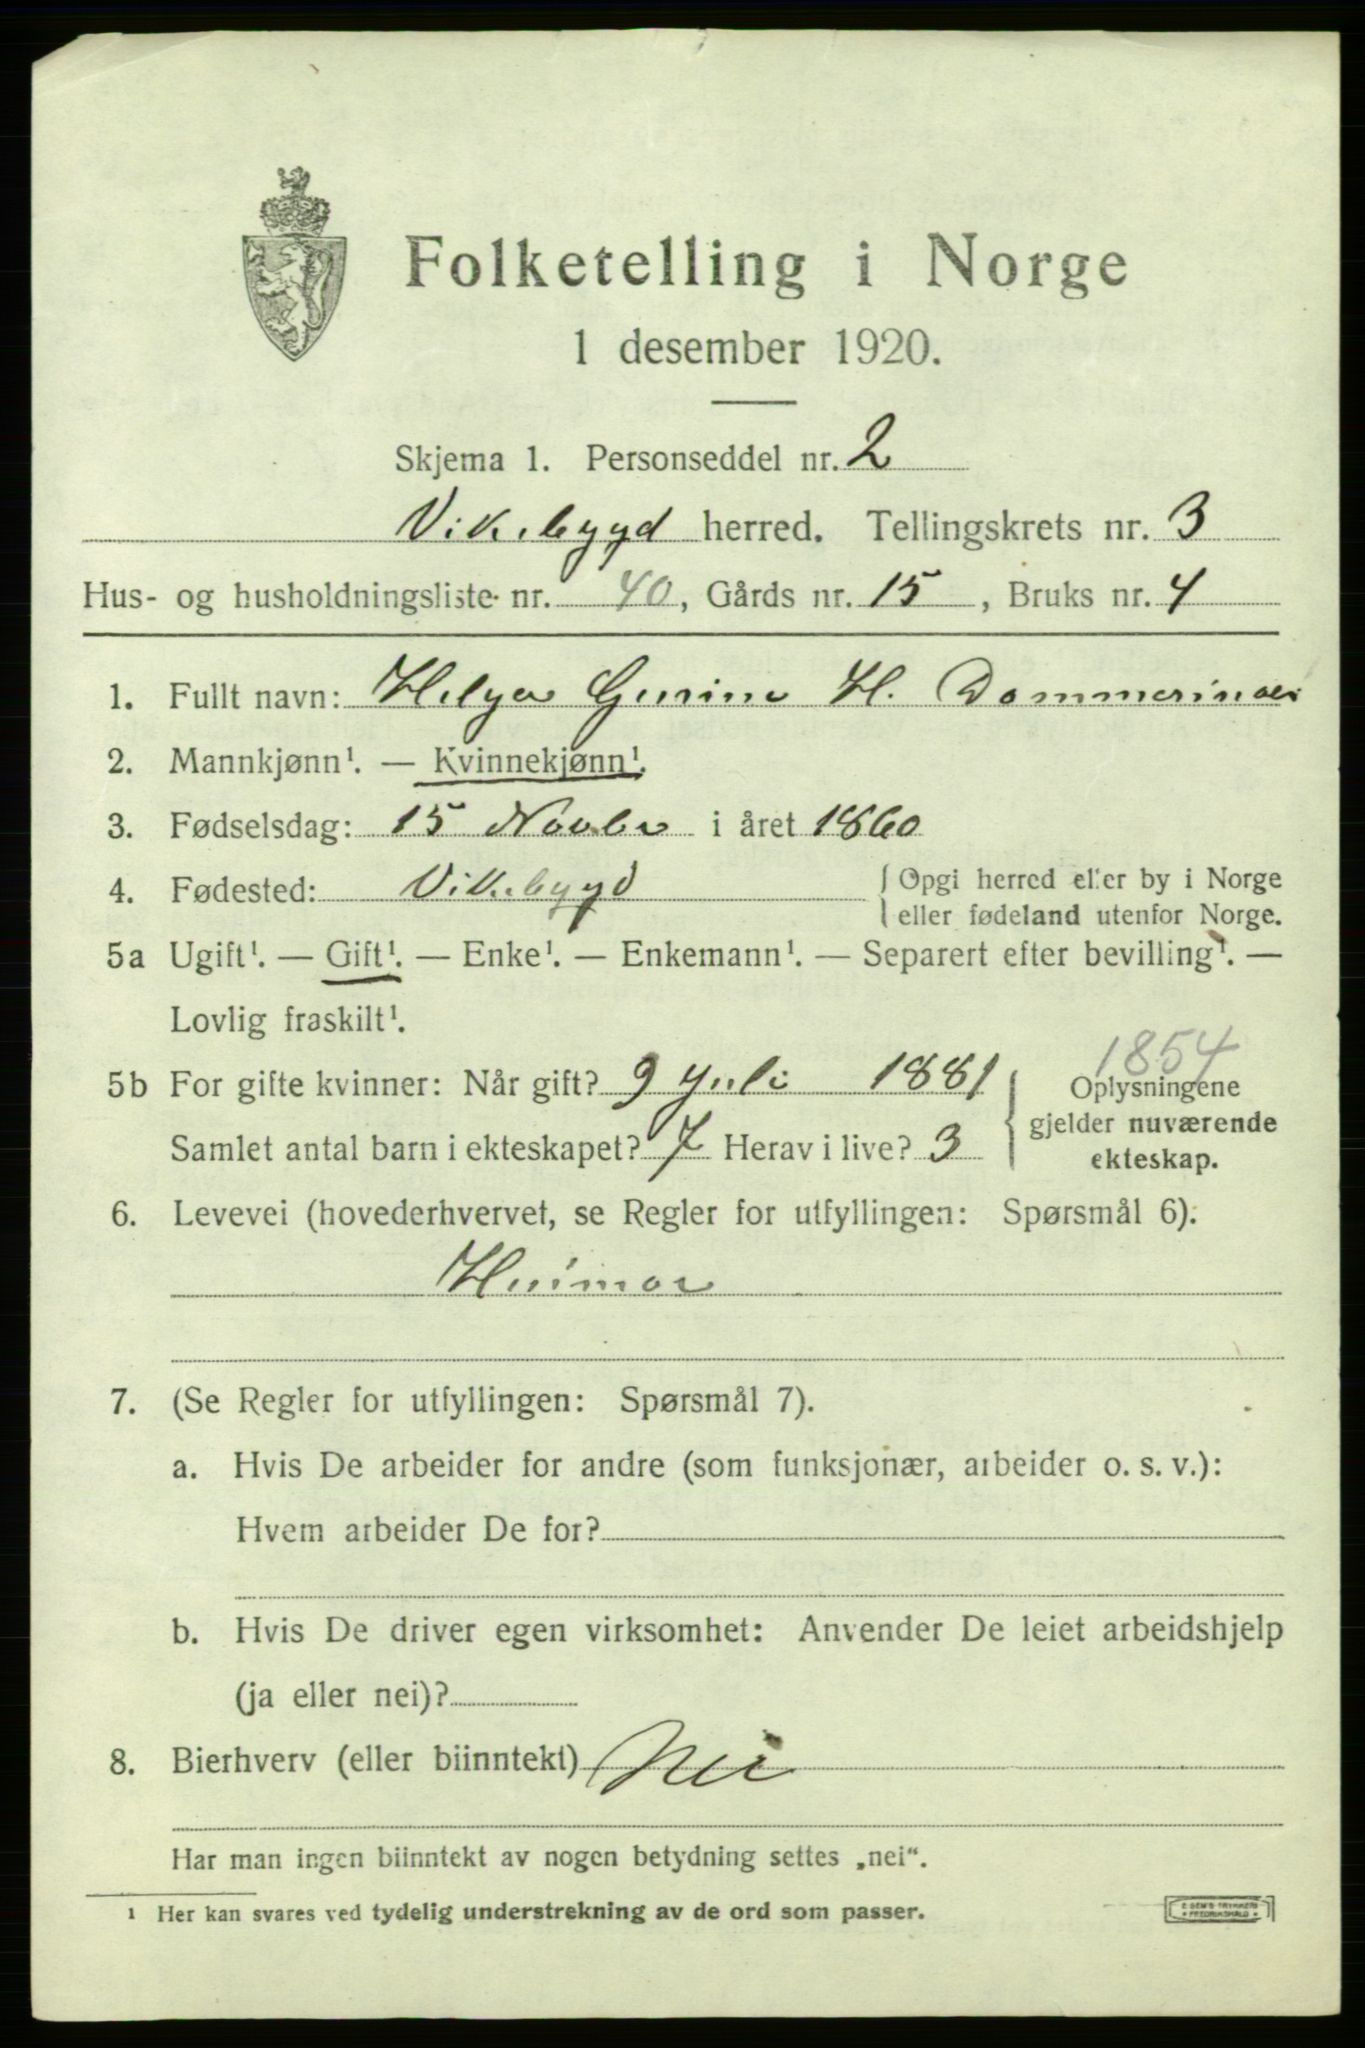 Folketelling i Norge
1 desember 1920.
Skjema 1. Personseddel nr. 2
Vikebygd herred. Tellingskrets nr. 3
Hus- og husholdningsliste nr. 40, Gårds nr. 15, Bruks nr. 4
1. Fullt navn: Helga Gurine H.
2. Mannkjønn¹. — Kvinnekjønn¹.
3. Fødselsdag: 15 Novbr i året 1860
4. Fødested: Vikebygd { Opgi herred eller by i Norge
eller fødeland utenfor Norge.
5a Ugift¹. — Gift¹. — Enke¹. — Enkemann¹. — Separert efter bevilling¹. —
Lovlig fraskilt¹.
1854
5b For gifte kvinner: Når gift? 9 Juli 1881 { Oplysningene
gjelder nuværende
Samlet antal barn i ekteskapet? 7 Herav i live? 3
ekteskap.
6. Levevei (hovederhvervet, se Regler for utfyllingen: Spørsmål 6).
Husmor
7. (Se Regler for utfyllingen: Spørsmål 7).
a. Hvis De arbeider for andre (som funksjonær, arbeider o. s. v.):
Hvem arbeider De for?
b. Hvis De driver egen virksomhet: Anvender De leiet arbeidshjelp
(ja eller nei)?
8. Bierhverv (eller biinntekt) Nei
Har man ingen biinntekt av nogen betydning settes „nei“.
¹ Her kan svares ved tydelig understrekning av de ord som passer.